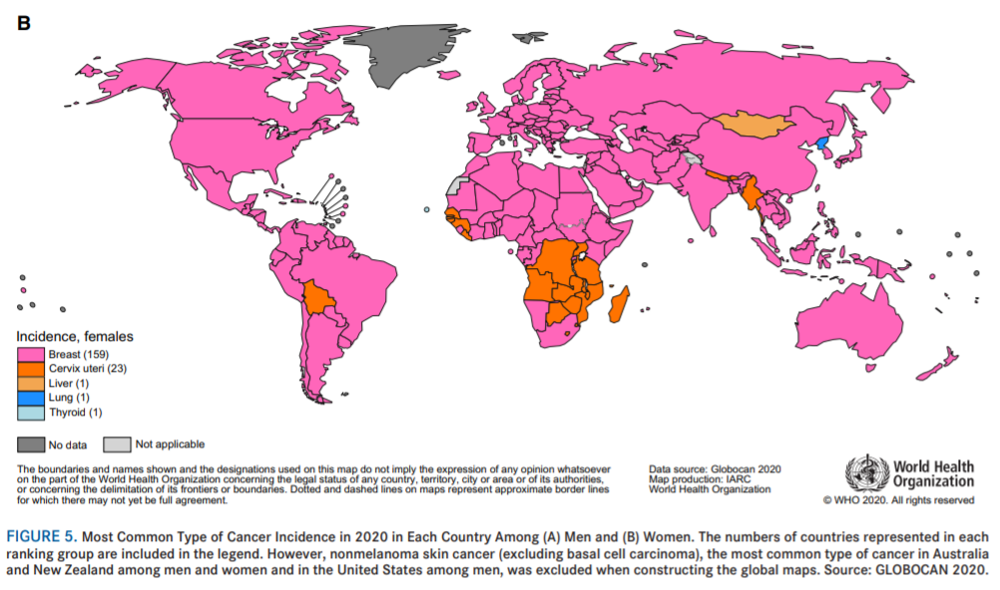 B
Incidence, females
Breast (159)
Cervix uteri (23)
Liver (1)
Lung (1)
Thyroid (1)
No data
Not applicable
The boundaries and names shown and the designations used on this map do not imply the expression of any opinion whatsoever
on the part of the World Health Organization concerning the legal status of any country, territory, city or area or of its authorities,
or concerning the delimitation of its frontiers or boundaries. Dotted and dashed lines on maps represent approximate border lines
for which there may not yet be full agreement.
Data source: Globocan 2020
Map production: IARC
World Health Organization
World Health
Organization
© WHO 2020. All rights reserved
FIGURE 5. Most Common Type of Cancer Incidence in 2020 in Each Country Among (A) Men and (B) Women. The numbers of countries represented in each
ranking group are included in the legend. However, nonmelanoma skin cancer (excluding basal cell carcinoma), the most common type of cancer in Australia
and New Zealand among men and women and in the United States among men, was excluded when constructing the global maps. Source: GLOBOCAN 2020.